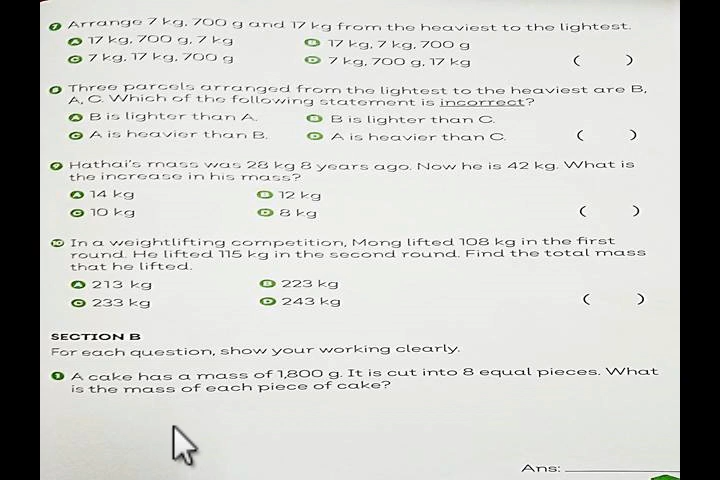 7 Arrange 7 kg, 700 g and 17 kg from the heaviest to the lightest.
A 17 kg, 700 g, 7 kg B 17 kg, 7 kg, 700 g
C 7 kg, 17 kg, 700 g D 7 kg, 700 g, 17 kg ( )
8 Three parcels arranged from the lightest to the heaviest are B,
A, C. Which of the following statement is incorrect?
A B is lighter than A. B B is lighter than C.
C A is heavier than B. D A is heavier than C. ( )
9 Hathai's mass was 28 kg 8 years ago. Now he is 42 kg. What is
the increase in his mass?
A 14 kg B 12 kg
C 10 kg D 8 kg ( )
10 In a weightlifting competition, Mong lifted 108 kg in the first
round. He lifted 115 kg in the second round. Find the total mass
that he lifted.
A 213 kg B 223 kg
C 233 kg D 243 kg ( )
SECTION B
For each question, show your working clearly.
1 A cake has a mass of 1,800 g. It is cut into 8 equal pieces. What
is the mass of each piece of cake?
Ans: ____________